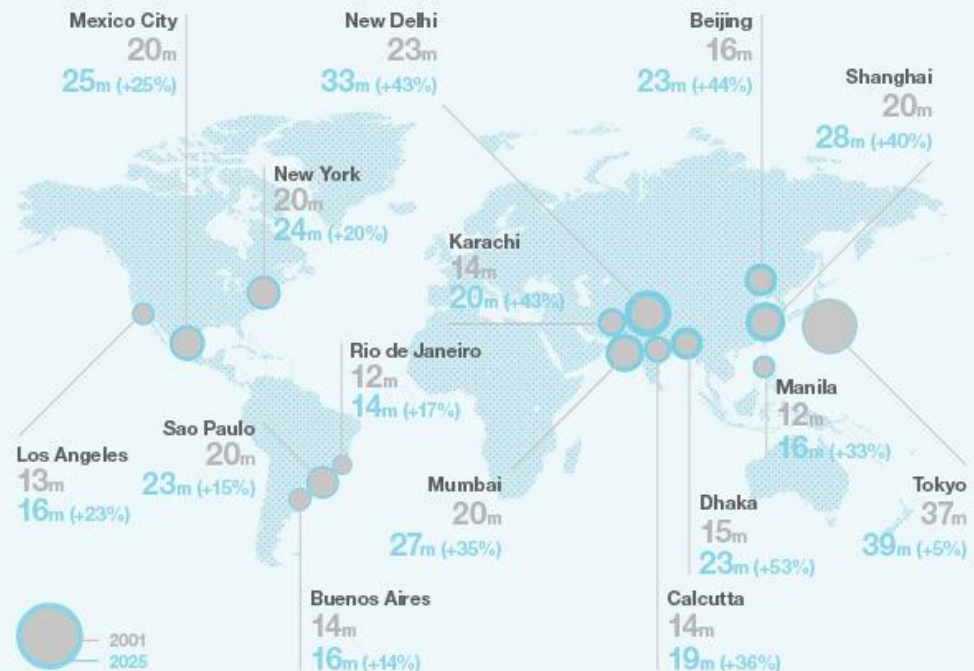 Mexico City
20m
25m (+25%)
New Delhi
23m
33m (+43%)
Beijing
16m
23m (+44%)
Shanghai
20m
28m (+40%)
New York
20m
24m (+20%)
Karachi
14m
20m (+43%)
Rio de Janeiro
12m
14m (+17%)
Manila
12m
16m (+33%)
Los Angeles
13m
16m (+23%)
Sao Paulo
20m
23m (+15%)
Mumbai
20m
27m (+35%)
Dhaka
15m
23m (+53%)
Tokyo
37m
39m (+5%)
Buenos Aires
14m
16m (+14%)
Calcutta
14m
19m (+36%)
2001
2025